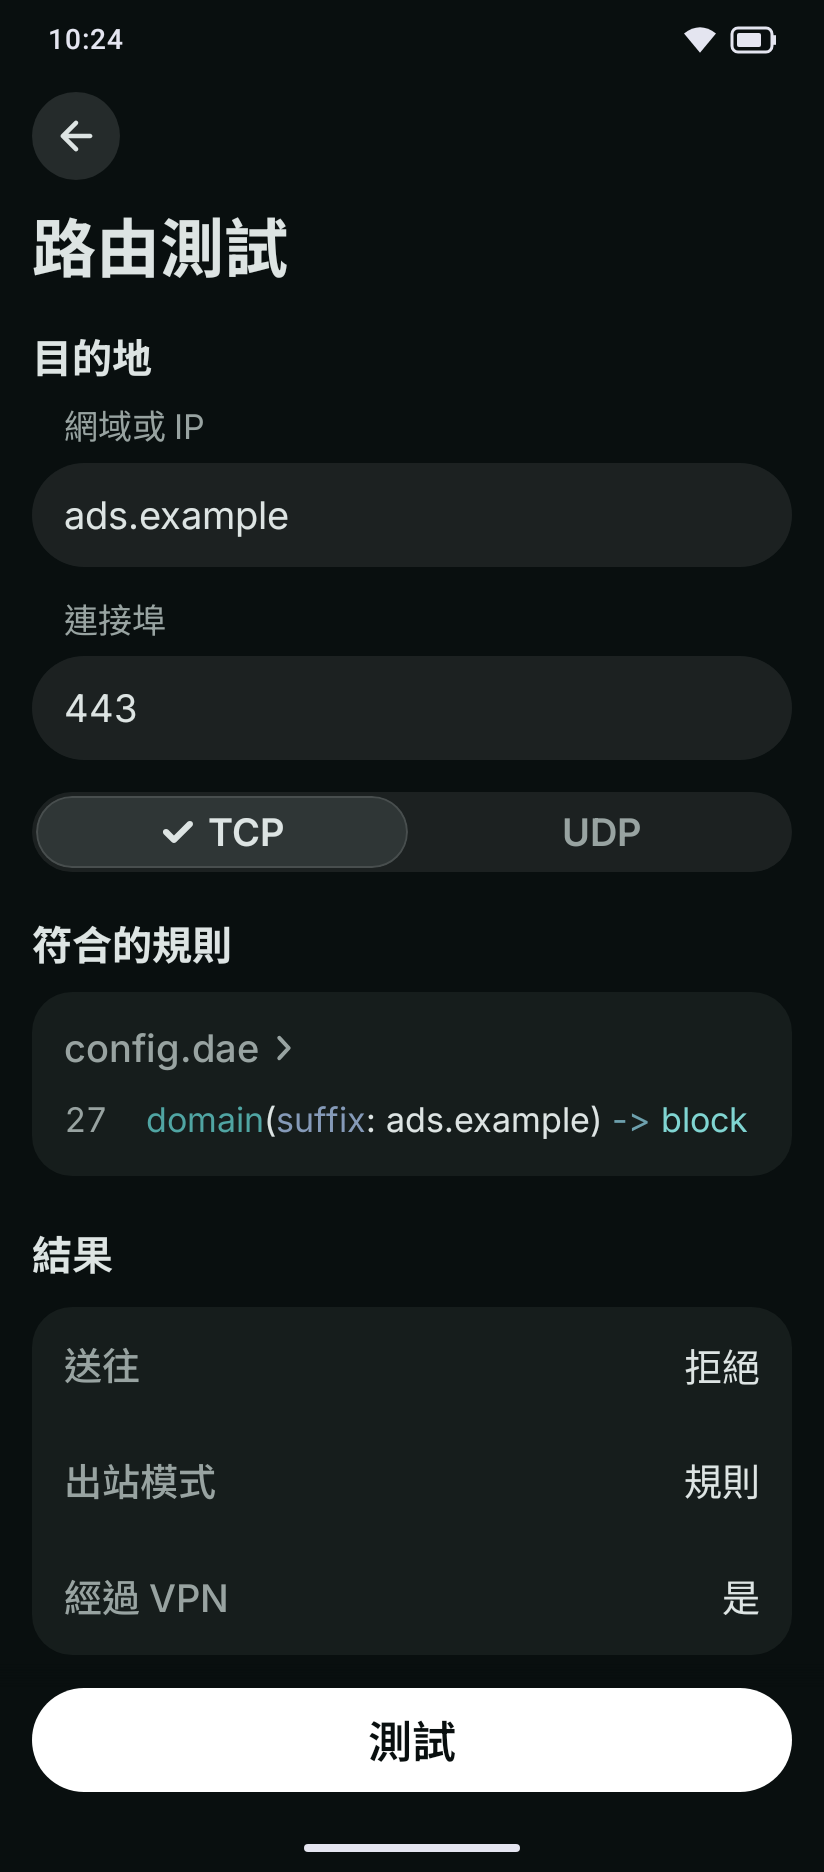 10:24
路由測試
目的地
網域或 IP
ads.example
連接埠
443
TCP
UDP
符合的規則
config.dae
27 domain(suffix: ads.example) -> block
結果
送往 拒絕
出站模式 規則
經過 VPN 是
測試